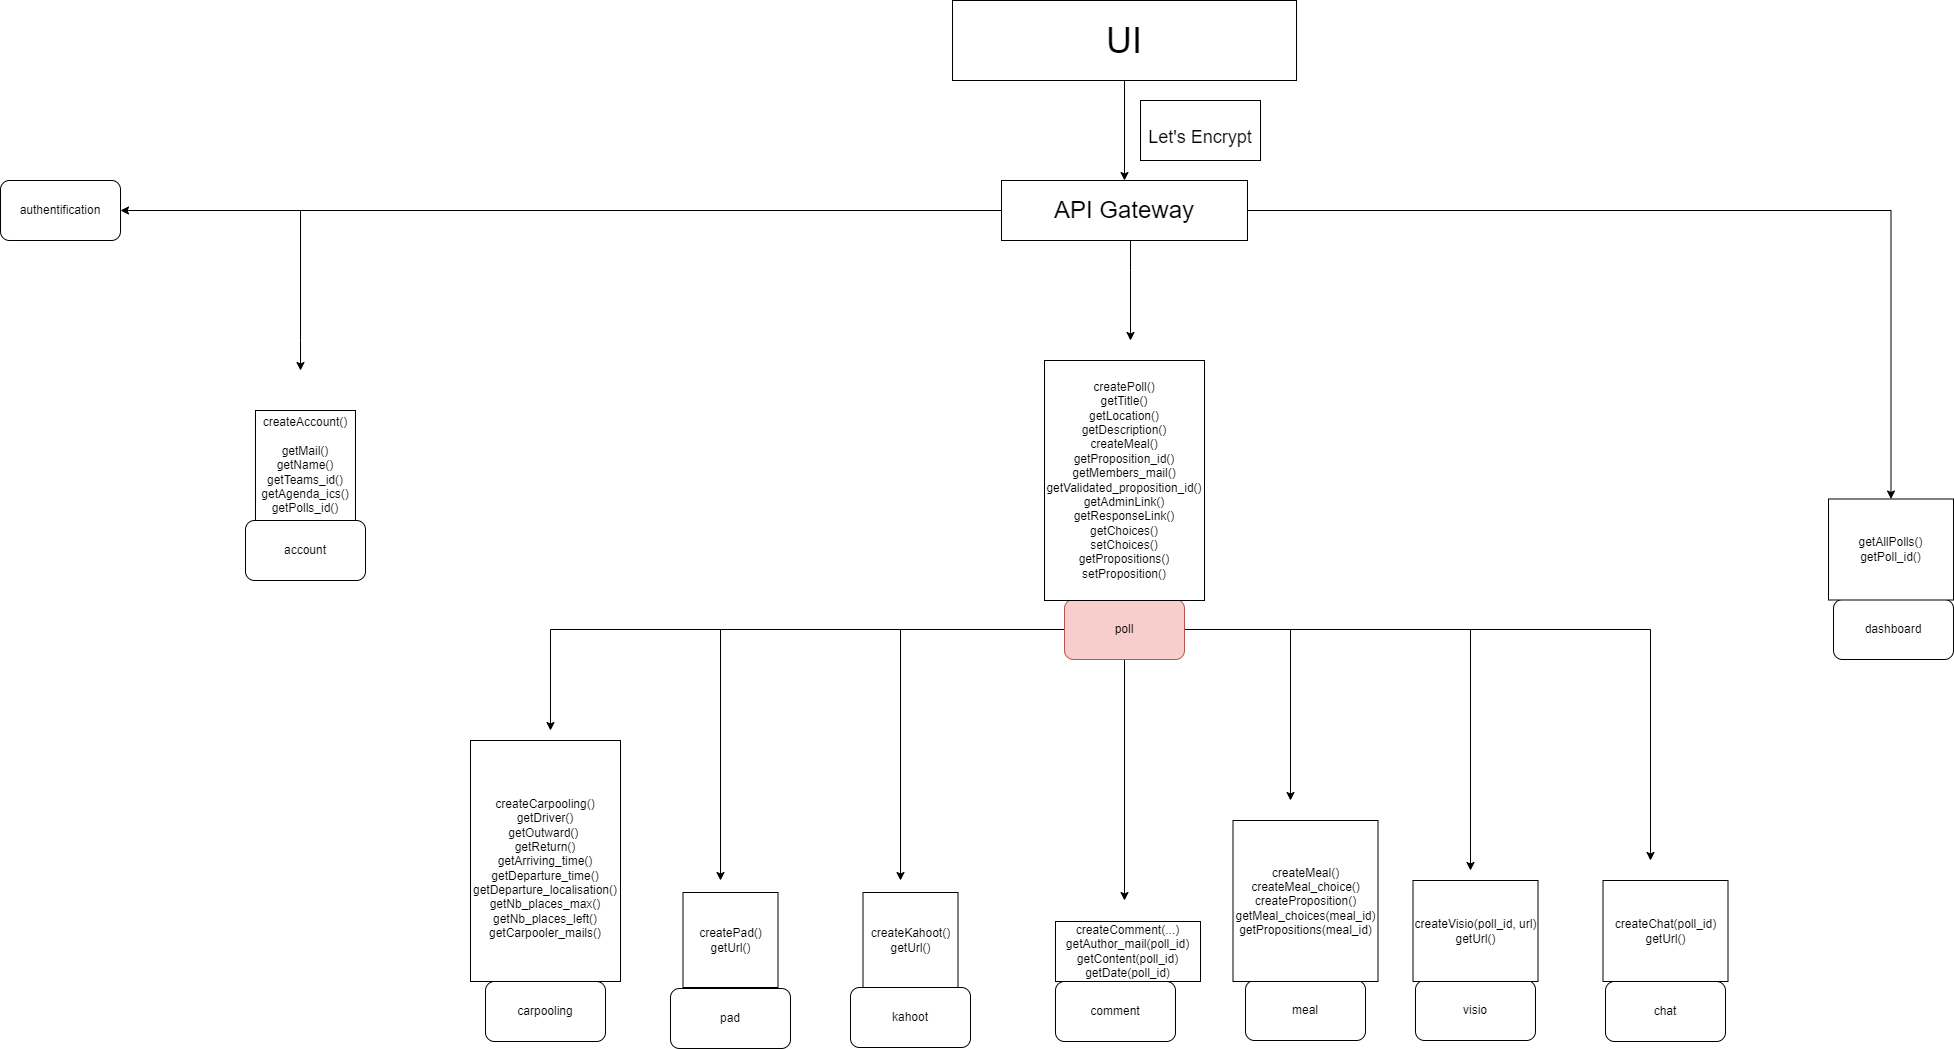 UI
Let's Encrypt
authentification
API Gateway
createAccount()
getMail()
getName()
getTeams_id()
getAgenda_ics()
getPolls_id()
account
createPoll()
getTitle()
getLocation()
getDescription()
createMeal()
getProposition_id()
getMembers_mail()
getValidated_proposition_id()
getAdminLink()
getResponseLink()
getChoices()
setChoices()
getPropositions()
setProposition()
poll
getAllPolls()
getPoll_id()
dashboard
createCarpooling()
getDriver()
getOutward()
getReturn()
getArriving_time()
getDeparture_time()
getDeparture_localisation()
getNb_places_max()
getNb_places_left()
getCarpooler_mails()
carpooling
createPad()
getUrl()
pad
createKahoot()
getUrl()
kahoot
createComment(...)
getAuthor_mail(poll_id)
getContent(poll_id)
getDate(poll_id)
comment
createMeal()
createMeal_choice()
createProposition()
getMeal_choices(meal_id)
getPropositions(meal_id)
meal
createVisio(poll_id, url)
getUrl()
visio
createChat(poll_id)
getUrl()
chat